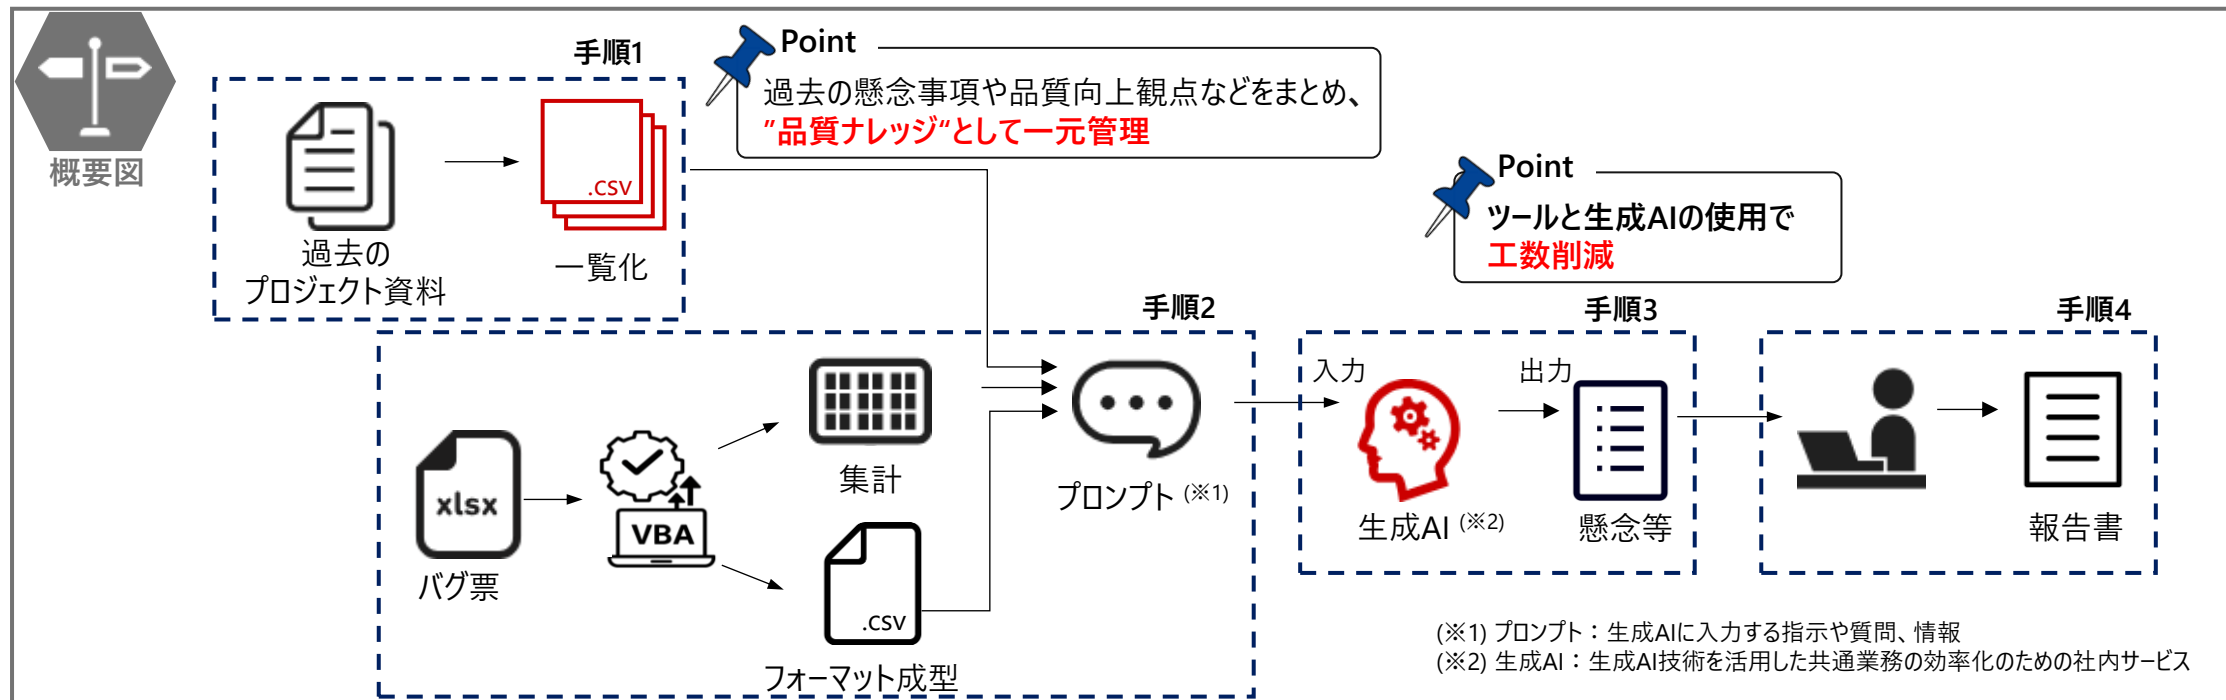 概要図
手順1
過去の
プロジェクト資料
.csv
一覧化
Point
過去の懸念事項や品質向上観点などをまとめ、
”品質ナレッジ“として一元管理
Point
ツールと生成AIの使用で
工数削減
手順2
xlsx
バグ票
VBA
集計
.csv
フォーマット成型
プロンプト (※1)
手順3
入力
生成AI (※2)
出力
懸念等
手順4
報告書
(※1) プロンプト：生成AIに入力する指示や質問、情報
(※2) 生成AI：生成AI技術を活用した共通業務の効率化のための社内サービス